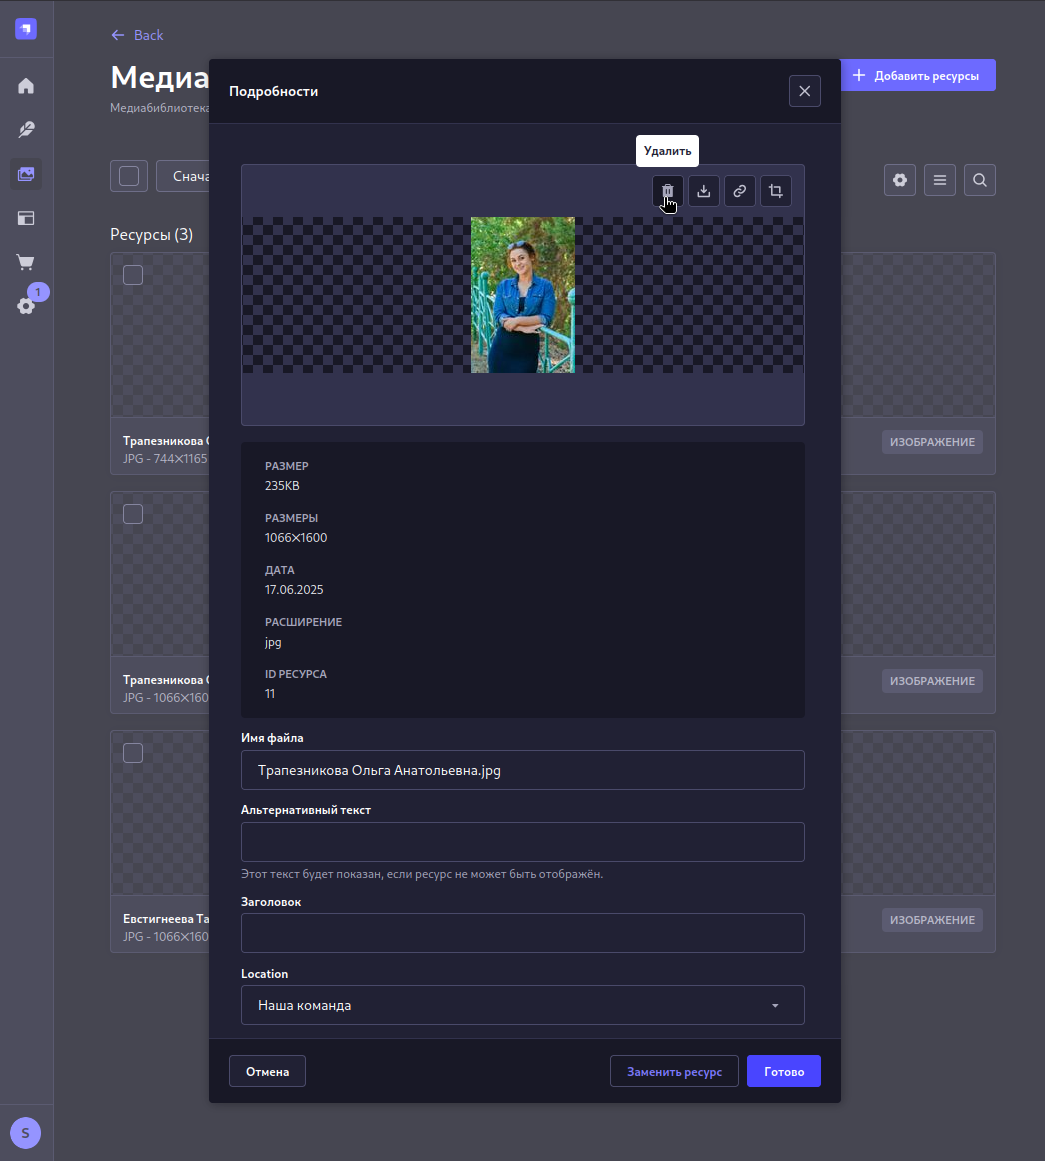 Back
Медиа
Медиабиблиотека
Добавить ресурсы
Подробности
Удалить
Снача
Ресурсы (3)
1
Трапезникова О
JPG - 744✕1165
ИЗОБРАЖЕНИЕ
Трапезникова О
JPG - 1066✕160
ИЗОБРАЖЕНИЕ
Евстигнеева Та
JPG - 1066✕160
ИЗОБРАЖЕНИЕ
РАЗМЕР
235KB
РАЗМЕРЫ
1066✕1600
ДАТА
17.06.2025
РАСШИРЕНИЕ
jpg
ID РЕСУРСА
11
Имя файла
Трапезникова Ольга Анатольевна.jpg
Альтернативный текст
Этот текст будет показан, если ресурс не может быть отображён.
Заголовок
Location
Наша команда
Отмена
Заменить ресурс
Готово
S